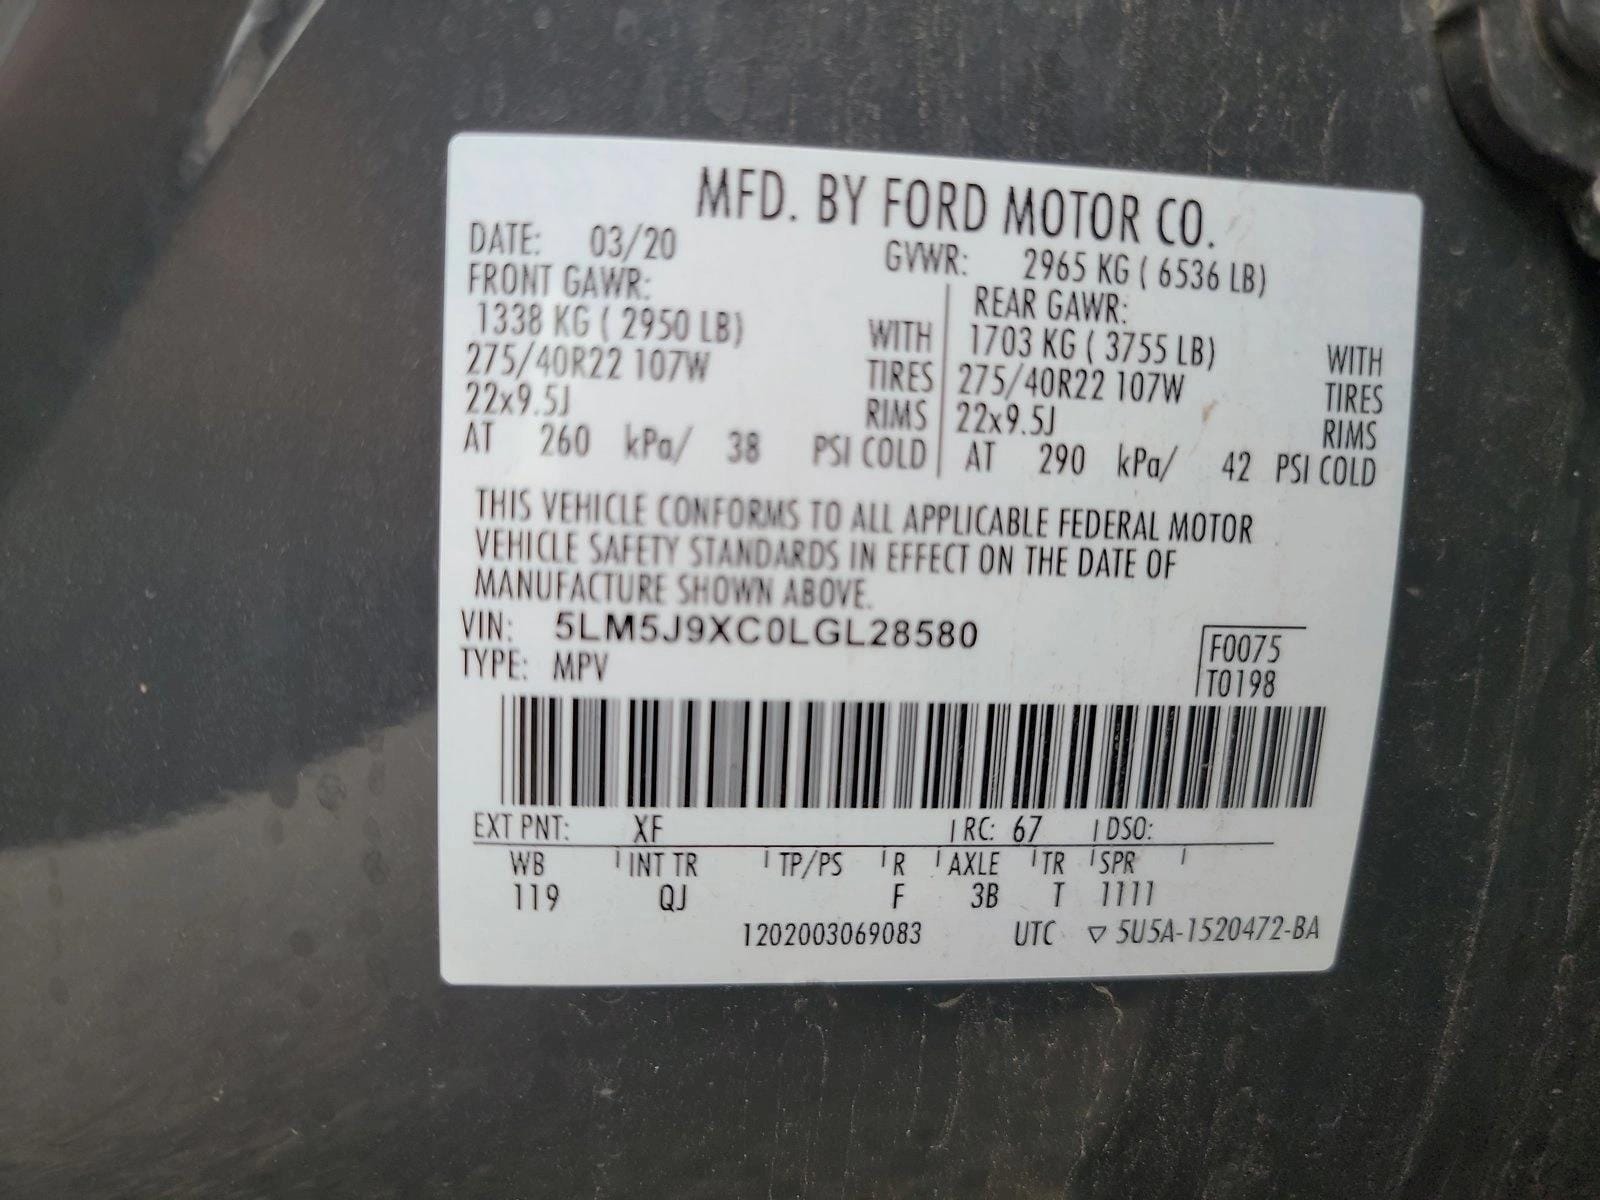 MFD. BY FORD MOTOR CO.
DATE: 03/20 GVWR: 2965 KG ( 6536 LB)
FRONT GAWR: REAR GAWR:
1338 KG ( 2950 LB) WITH 1703 KG ( 3755 LB) WITH
275/40R22 107W TIRES 275/40R22 107W TIRES
22x9.5J RIMS 22x9.5J RIMS
AT 260 kPa/ 38 PSI COLD AT 290 kPa/ 42 PSI COLD
THIS VEHICLE CONFORMS TO ALL APPLICABLE FEDERAL MOTOR
VEHICLE SAFETY STANDARDS IN EFFECT ON THE DATE OF
MANUFACTURE SHOWN ABOVE.
VIN: 5LM5J9XC0LGL28580 F0075
TYPE: MPV T0198
EXT PNT: XF RC: 67 DSO:
WB INT TR TP/PS R AXLE TR SPR
119 QJ F 3B T 1111
1202003069083 UTC ▽ 5U5A-1520472-BA